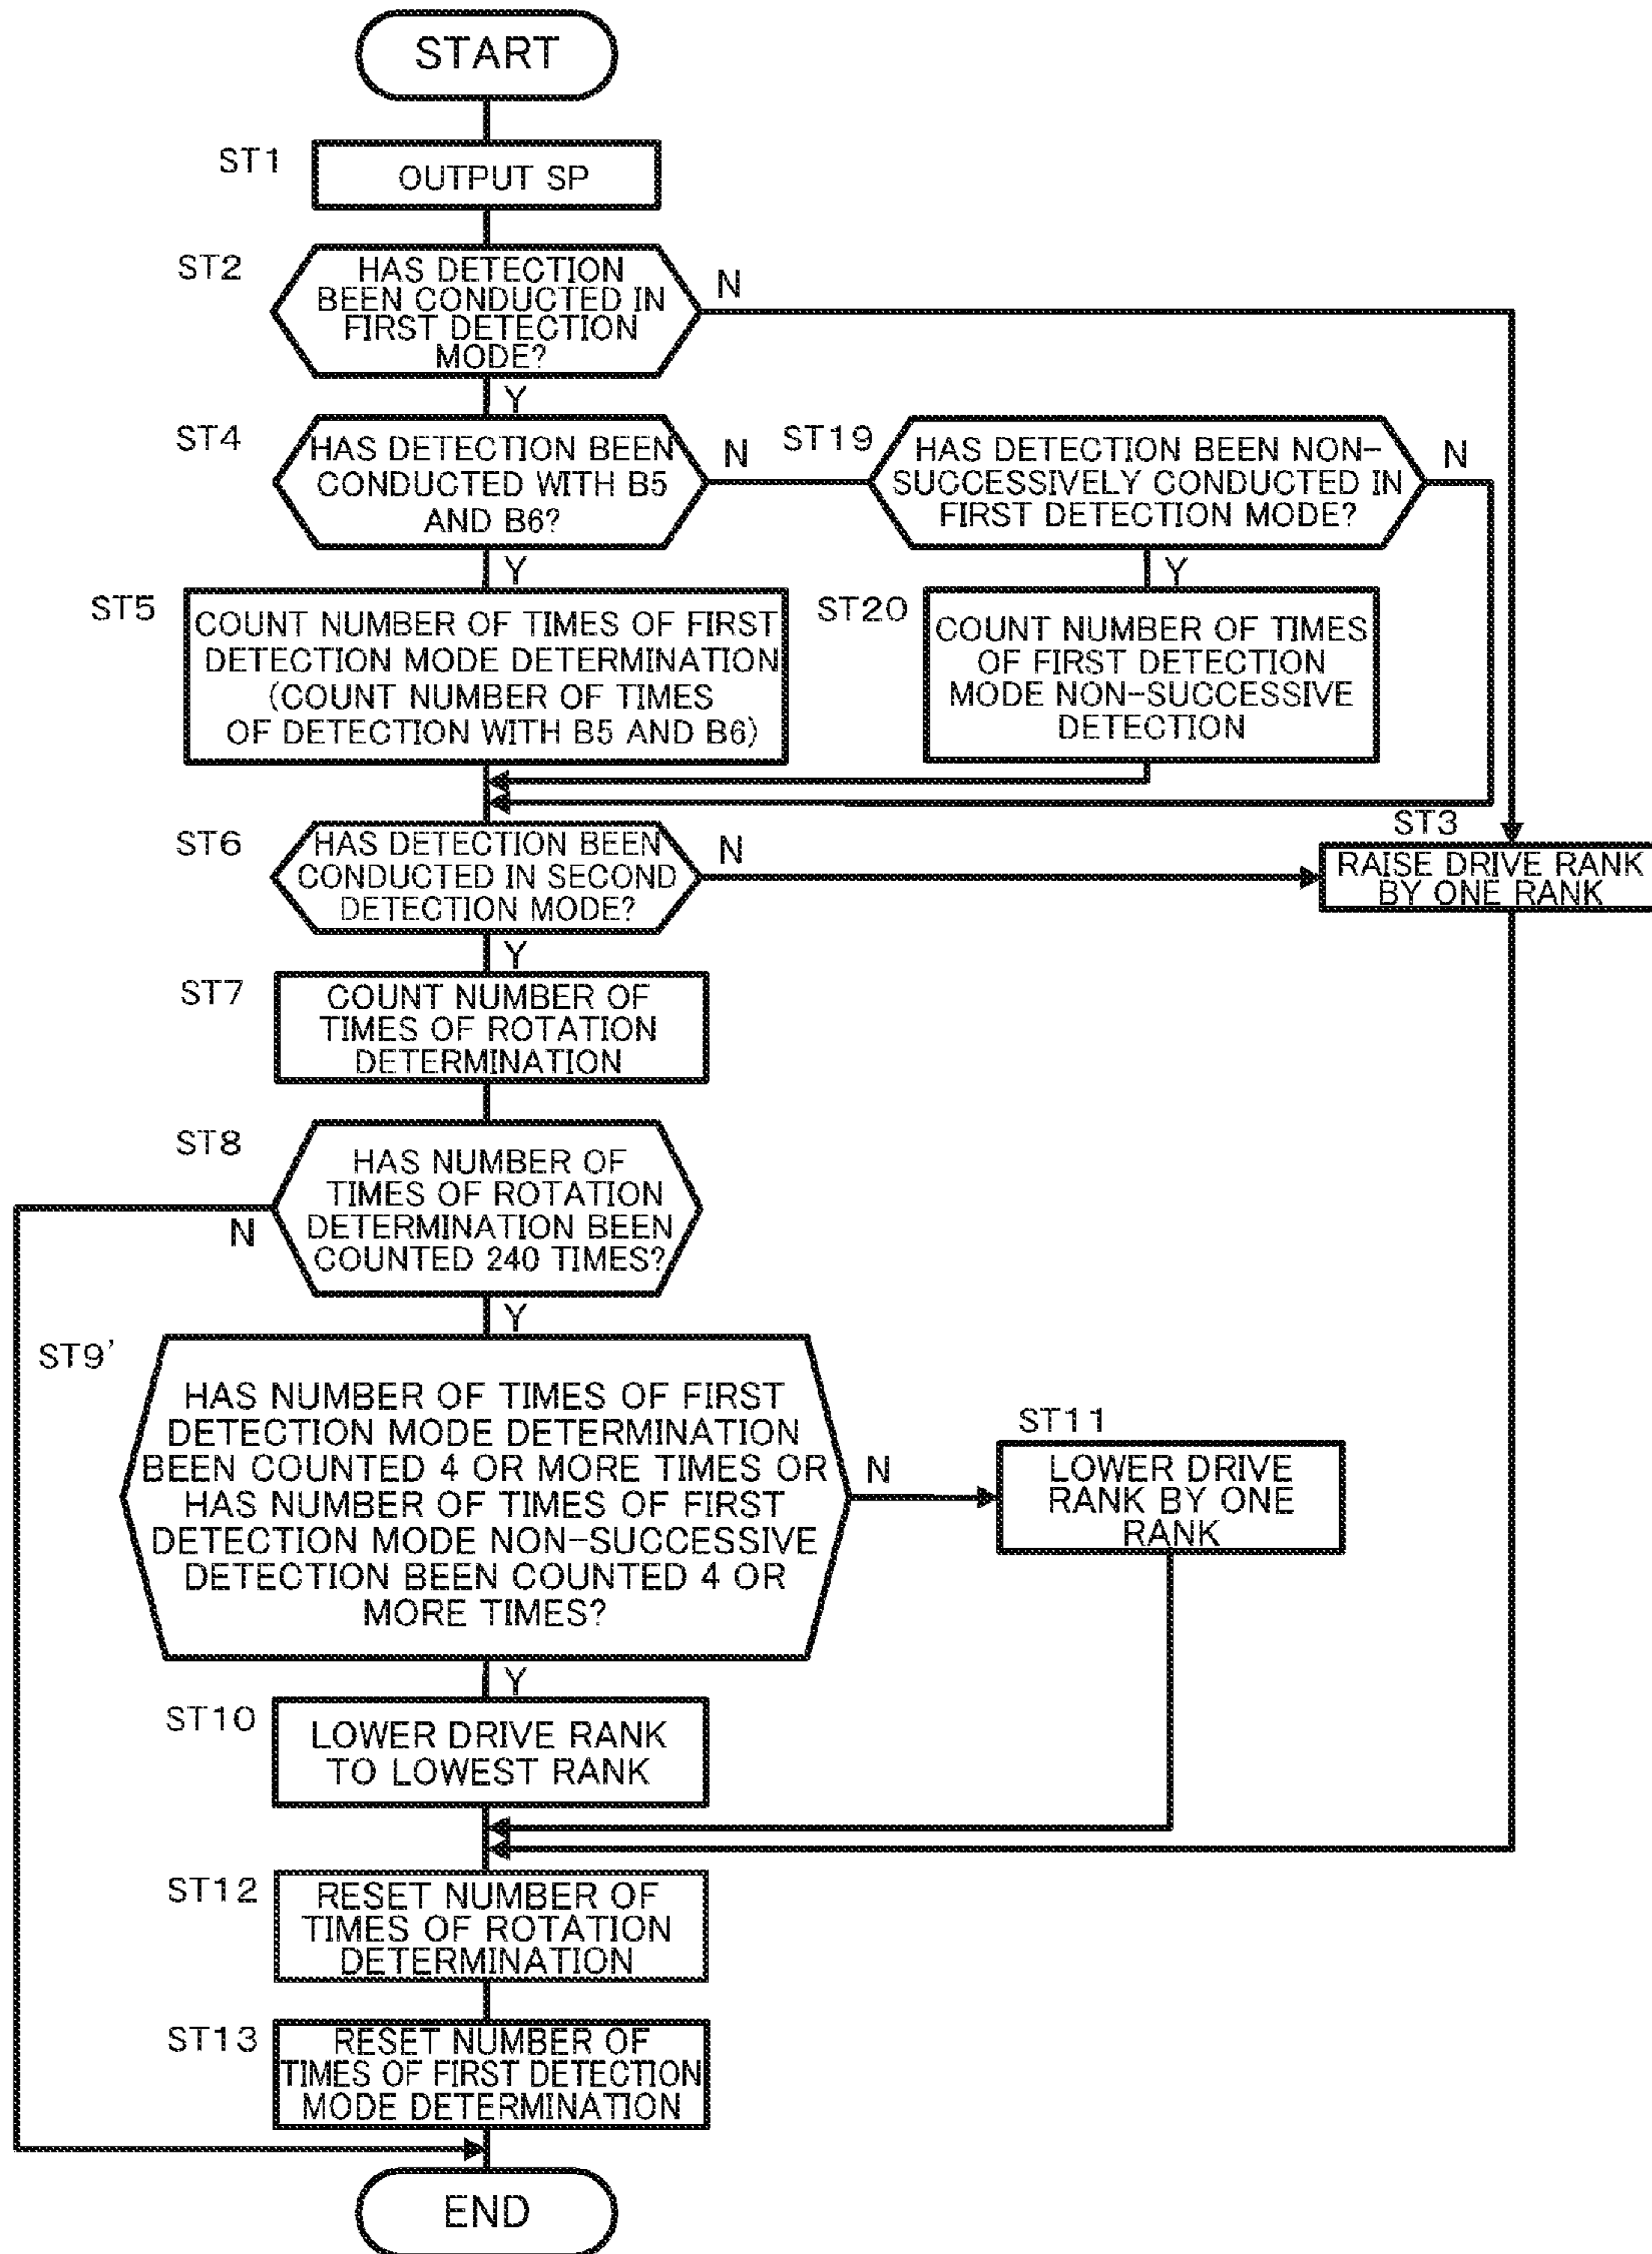 START
ST1
OUTPUT SP
ST2
HAS DETECTION
BEEN CONDUCTED IN
FIRST DETECTION
MODE?
N
Y
ST4
HAS DETECTION BEEN
CONDUCTED WITH B5
AND B6?
N
Y
ST19
HAS DETECTION BEEN NON-
SUCCESSIVELY CONDUCTED IN
FIRST DETECTION MODE?
N
Y
ST5
COUNT NUMBER OF TIMES OF FIRST
DETECTION MODE DETERMINATION
(COUNT NUMBER OF TIMES
OF DETECTION WITH B5 AND B6)
ST20
COUNT NUMBER OF TIMES
OF FIRST DETECTION
MODE NON-SUCCESSIVE
DETECTION
ST6
HAS DETECTION BEEN
CONDUCTED IN SECOND
DETECTION MODE?
N
Y
ST3
RAISE DRIVE RANK
BY ONE RANK
ST7
COUNT NUMBER OF
TIMES OF ROTATION
DETERMINATION
ST8
HAS NUMBER OF
TIMES OF ROTATION
DETERMINATION BEEN
COUNTED 240 TIMES?
N
Y
ST9'
HAS NUMBER OF TIMES OF FIRST
DETECTION MODE DETERMINATION
BEEN COUNTED 4 OR MORE TIMES OR
HAS NUMBER OF TIMES OF FIRST
DETECTION MODE NON-SUCCESSIVE
DETECTION BEEN COUNTED 4 OR
MORE TIMES?
N
Y
ST11
LOWER DRIVE
RANK BY ONE
RANK
ST10
LOWER DRIVE RANK
TO LOWEST RANK
ST12
RESET NUMBER OF
TIMES OF ROTATION
DETERMINATION
ST13
RESET NUMBER OF
TIMES OF FIRST DETECTION
MODE DETERMINATION
END